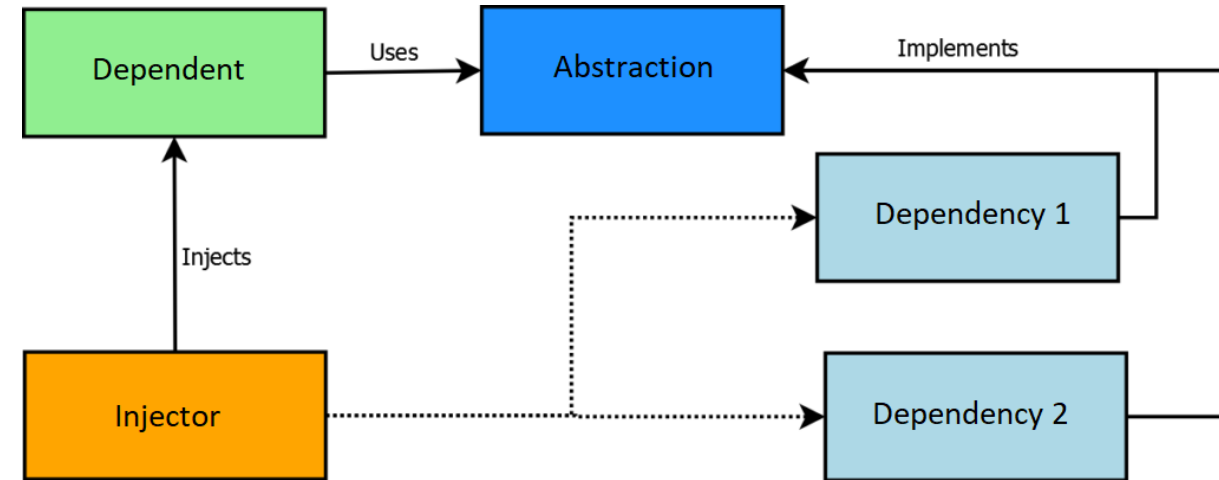 Dependent
Uses
Abstraction
Implements
Dependency 1
Injects
Injector
Dependency 2